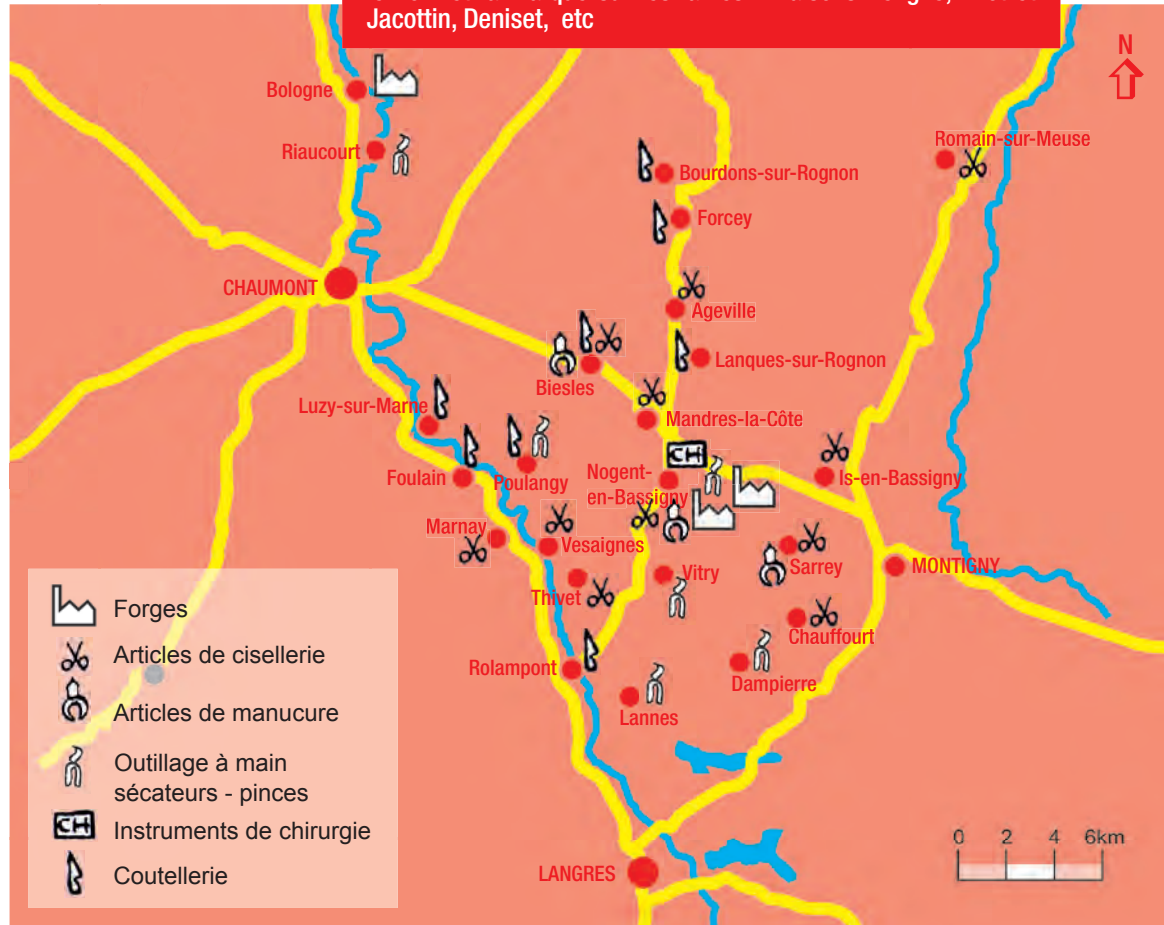 Jacottin, Deniset, etc
N
Bologne
Riaucourt
Romain-sur-Meuse
Bourdons-sur-Rognon
Forcey
CHAUMONT
Ageville
Lanques-sur-Rognon
Biesles
Luzy-sur-Marne
Mandres-la-Côte
CH
Foulain
Poulangy
Nogent-
en-Bassigny
Is-en-Bassigny
Marnay
Vesaignes
Sarrey
MONTIGNY
Vitry
Thivet
Chauffourt
Rolampont
Dampierre
Lannes
LANGRES
Forges
Articles de cisellerie
Articles de manucure
Outillage à main
sécateurs - pinces
CH Instruments de chirurgie
Coutellerie
0 2 4 6km